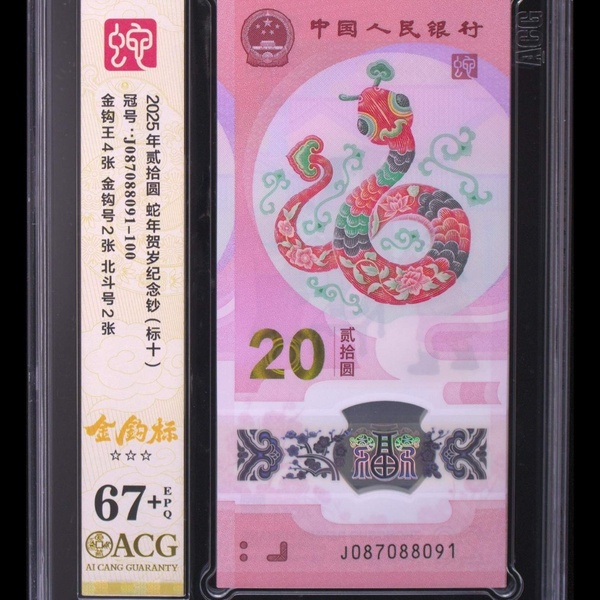 蛇
2025年贰拾圆 蛇年贺岁纪念钞（标十）
冠号：J087088091-100
金钩王4张 金钩号2张 北斗号2张
金钩标
☆☆☆
67+ EPQ
ACG
AI CANG GUARANTY
ACG
中国人民银行
蛇
20 贰拾圆
J087088091